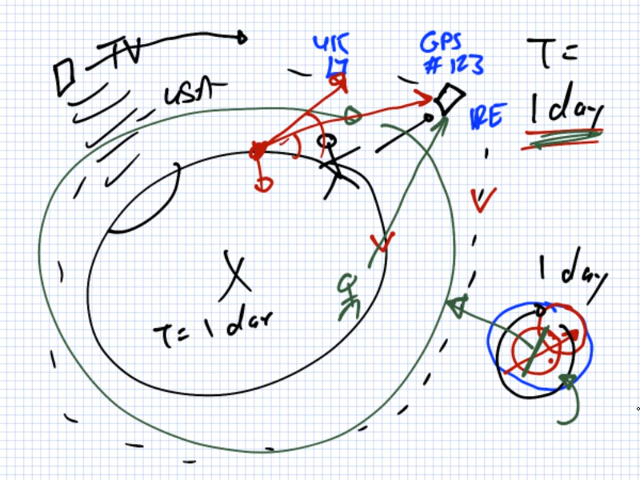 TV
USA
UK
17
GPS
#123
IRE
T=
1 day
D
X
T = 1 day
1 day